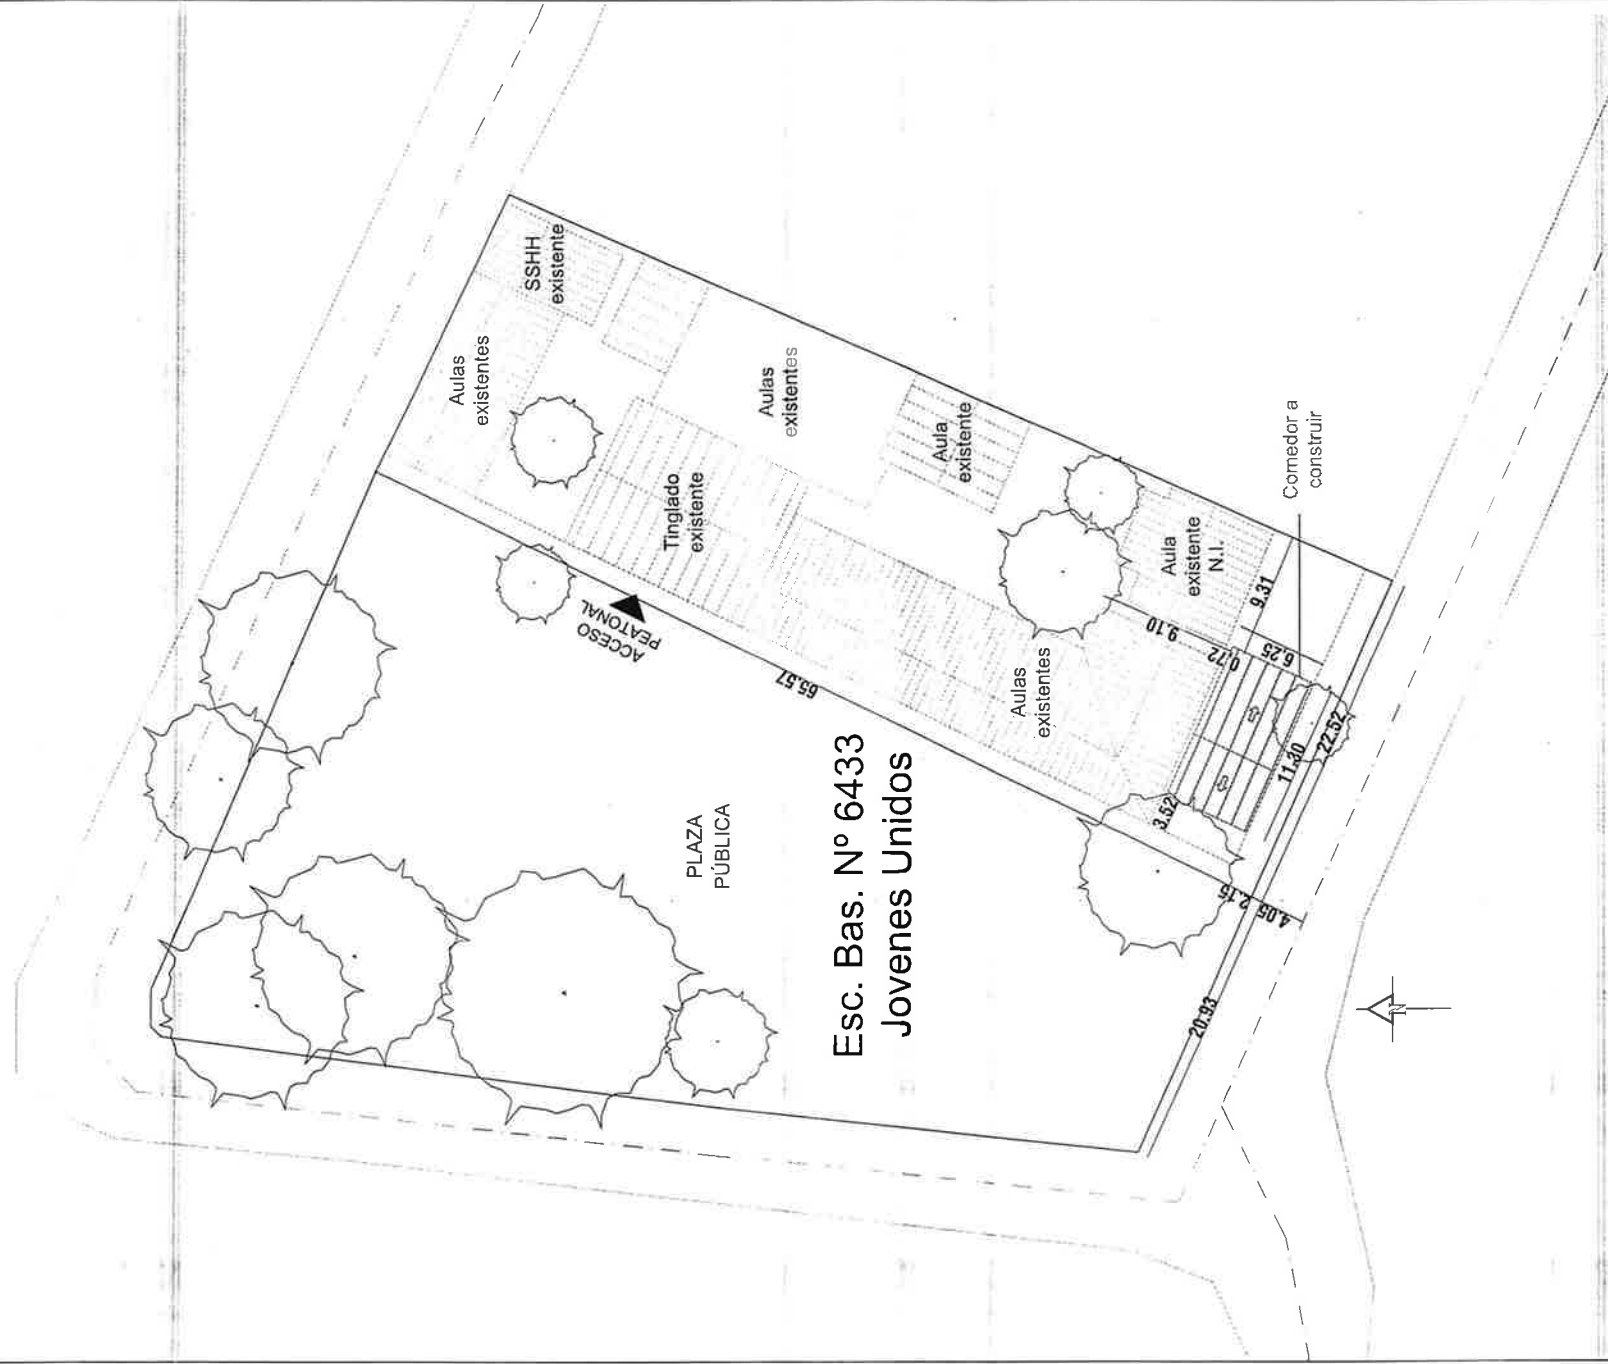 SSHH
existente
Aulas
existentes
Aulas
existentes
Tinglado
existente
Aula
existente
ACCESO
PEATONAL
Comedor a
construir
Aula
existente
N.I.
9.31
9.10
0.72
6.25
65.57
Aulas
existentes
Esc. Bas. Nº 6433
Jovenes Unidos
PLAZA
PÚBLICA
3.52
11.30
22.52
2.15
4.05
20.93
N